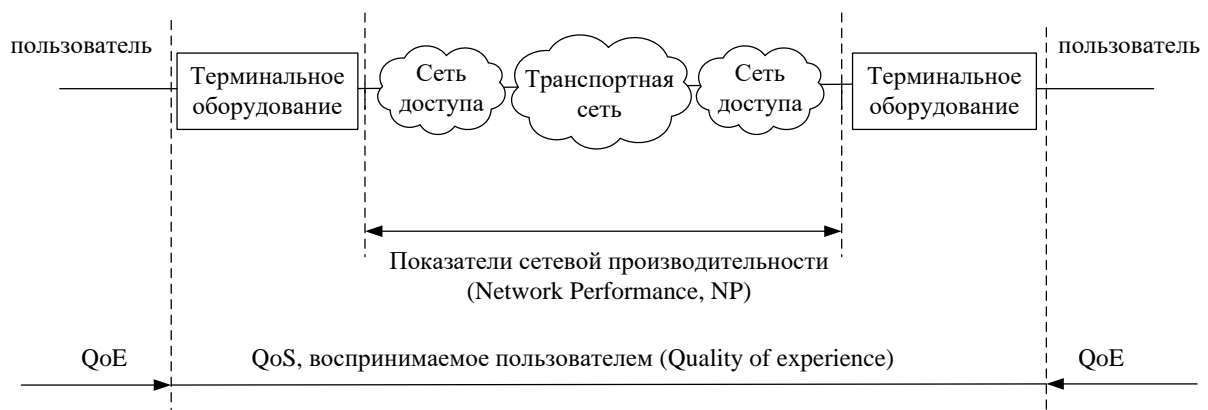 пользователь
Терминальное
оборудование
Сеть
доступа
Транспортная
сеть
Сеть
доступа
Терминальное
оборудование
пользователь
Показатели сетевой производительности
(Network Performance, NP)
QoE
QoS, воспринимаемое пользователем (Quality of experience)
QoE